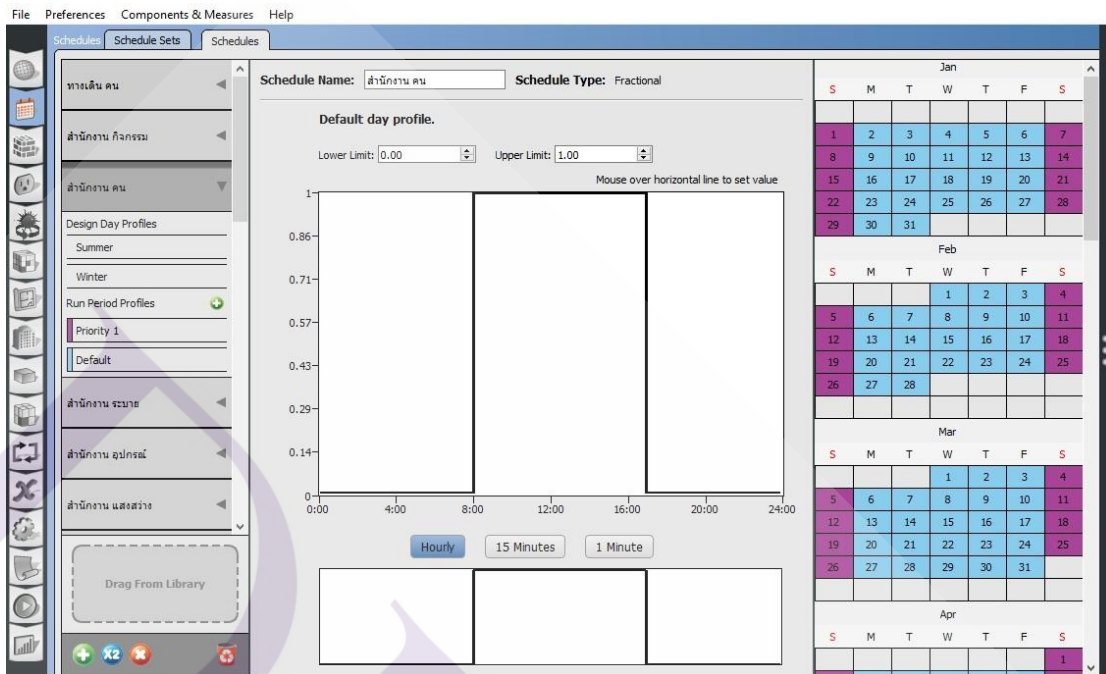 File Preferences Components & Measures Help
Schedules Schedule Sets Schedules
ทางเดิน คน
สำนักงาน กิจกรรม
สำนักงาน คน
Design Day Profiles
Summer
Winter
Run Period Profiles
Priority 1
Default
สำนักงาน ระบาย
สำนักงาน อุปกรณ์
สำนักงาน แสงสว่าง
Drag From Library
X2
Schedule Name: สำนักงาน คน Schedule Type: Fractional
Default day profile.
Lower Limit: 0.00 Upper Limit: 1.00
Mouse over horizontal line to set value
1
0.86
0.71
0.57
0.43
0.29
0.14
0
0:00 4:00 8:00 12:00 16:00 20:00 24:00
Hourly 15 Minutes 1 Minute
Jan
S M T W T F S
1 2 3 4 5 6 7
8 9 10 11 12 13 14
15 16 17 18 19 20 21
22 23 24 25 26 27 28
29 30 31
Feb
S M T W T F S
1 2 3 4
5 6 7 8 9 10 11
12 13 14 15 16 17 18
19 20 21 22 23 24 25
26 27 28
Mar
S M T W T F S
1 2 3 4
5 6 7 8 9 10 11
12 13 14 15 16 17 18
19 20 21 22 23 24 25
26 27 28 29 30 31
Apr
S M T W T F S
1